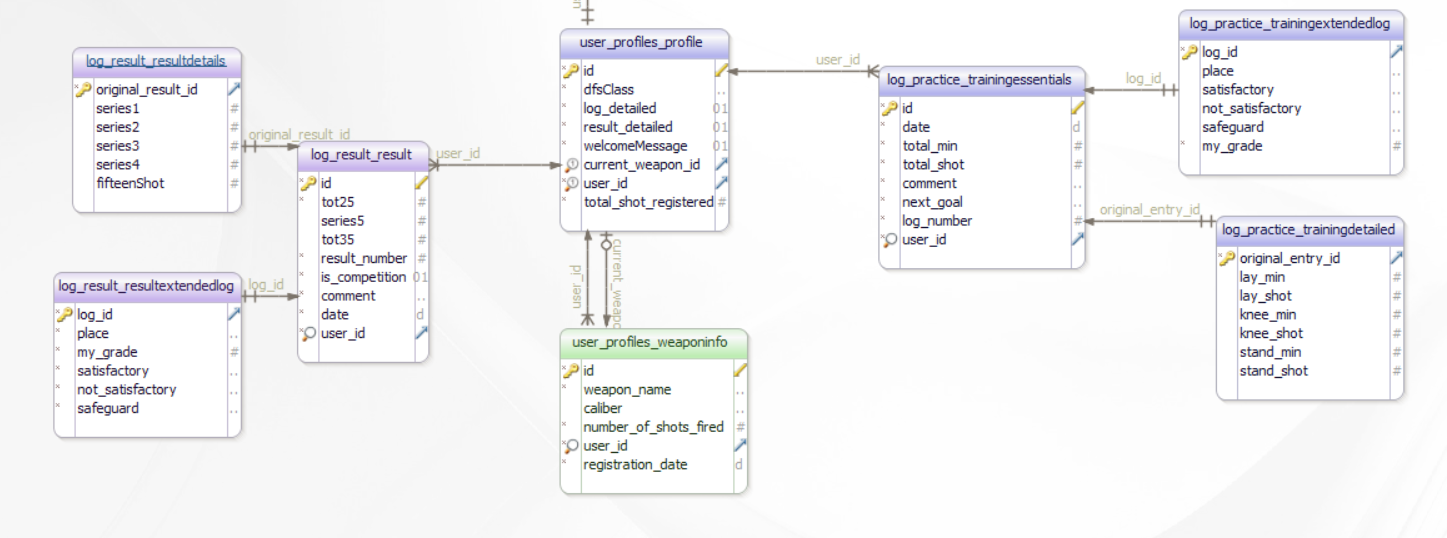 log_result_resultdetails
original_result_id
series1
#
series2
#
series3
#
series4
#
fifteenShot
#
original_result_id
log_result_result
id
tot25
#
series5
#
tot35
#
result_number
#
is_competition
01
comment
..
date
d
user_id
log_result_resultextendedlog
log_id
place
..
my_grade
#
satisfactory
..
not_satisfactory
..
safeguard
..
log_id
user_id
user_profiles_profile
id
dfsClass
..
log_detailed
01
result_detailed
01
welcomeMessage
01
current_weapon_id
user_id
total_shot_registered
#
user_id
current_weapo
user_profiles_weaponinfo
id
weapon_name
..
caliber
..
number_of_shots_fired
#
user_id
registration_date
d
user_id
log_practice_trainingessentials
id
date
d
total_min
#
total_shot
#
comment
..
next_goal
..
log_number
#
user_id
log_id
log_practice_trainingextendedlog
log_id
place
..
satisfactory
..
not_satisfactory
..
safeguard
..
my_grade
#
original_entry_id
log_practice_trainingdetailed
original_entry_id
lay_min
#
lay_shot
#
knee_min
#
knee_shot
#
stand_min
#
stand_shot
#